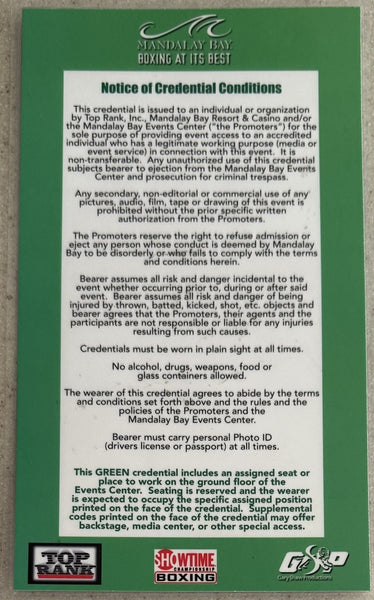 MANDALAY BAY
BOXING AT ITS BEST
Notice of Credential Conditions
This credential is issued to an individual or organization
by Top Rank, Inc., Mandalay Bay Resort & Casino and/or
the Mandalay Bay Events Center ("the Promoters") for the
sole purpose of providing event access to an accredited
individual who has a legitimate working purpose (media or
event service) in connection with this event. It is
non-transferable. Any unauthorized use of this credential
subjects bearer to ejection from the Mandalay Bay Events
Center and prosecution for criminal trespass.
Any secondary, non-editorial or commercial use of any
pictures, audio, film, tape or drawing of this event is
prohibited without the prior specific written
authorization from the Promoters.
The Promoters reserve the right to refuse admission or
eject any person whose conduct is deemed by Mandalay
Bay to be disorderly or who fails to comply with the terms
and conditions herein.
Bearer assumes all risk and danger incidental to the
event whether occurring prior to, during or after said
event. Bearer assumes all risk and danger of being
injured by thrown, batted, kicked, shot, etc. objects and
bearer agrees that the Promoters, their agents and the
participants are not responsible or liable for any injuries
resulting from such causes.
Credentials must be worn in plain sight at all times.
No alcohol, drugs, weapons, food or
glass containers allowed.
The wearer of this credential agrees to abide by the terms
and conditions set forth above and the rules and the
policies of the Promoters and the
Mandalay Bay Events Center.
Bearer must carry personal Photo ID
(drivers license or passport) at all times.
This GREEN credential includes an assigned seat or
place to work on the ground floor of the
Events Center. Seating is reserved and the wearer
is expected to occupy the specific assigned position
printed on the face of the credential. Supplemental
codes printed on the face of the credential may offer
backstage, media center, or other special access.
TOP
RANK
SHOWTIME
CHAMPIONSHIP
BOXING
Gary Shaw Productions